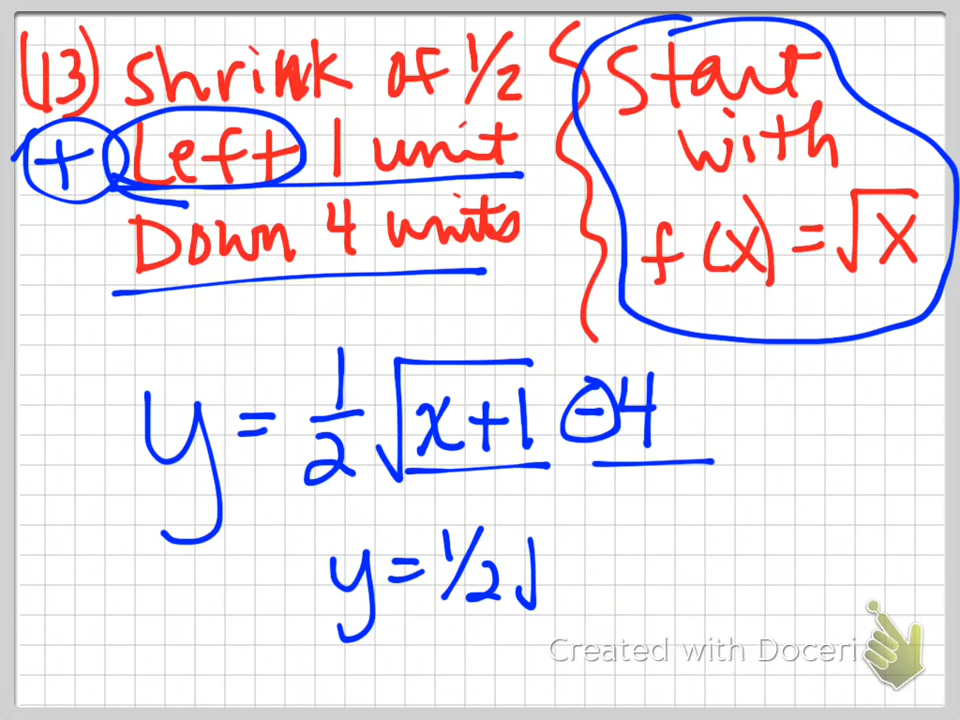 (13) Shrink of 1/2
+ Left 1 unit
Down 4 units
Start
with
f(x) = √x
y = 1/2 √x+1 - 4
y = 1/2 √
Created with Doceri